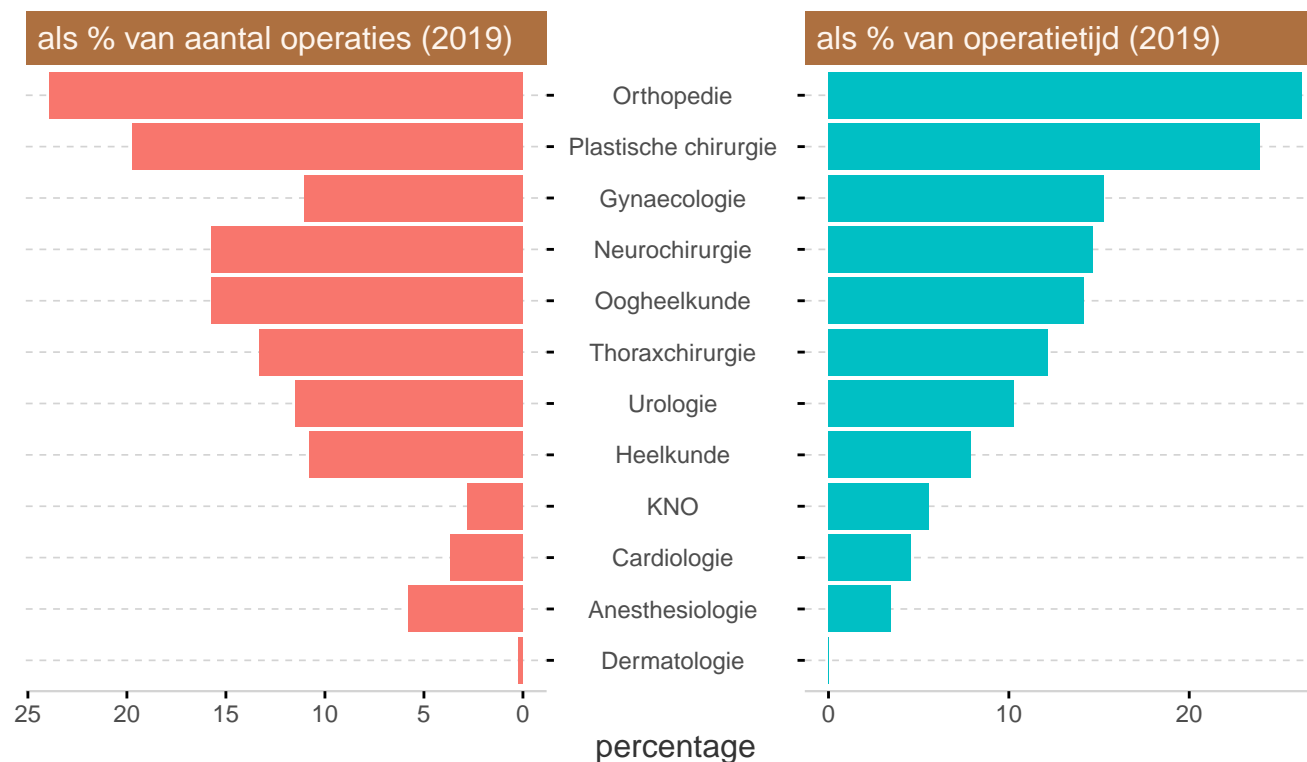 als % van aantal operaties (2019)
als % van operatietijd (2019)
Orthopedie
Plastische chirurgie
Gynaecologie
Neurochirurgie
Oogheelkunde
Thoraxchirurgie
Urologie
Heelkunde
KNO
Cardiologie
Anesthesiologie
Dermatologie
25 20 15 10 5 0
0 10 20
percentage